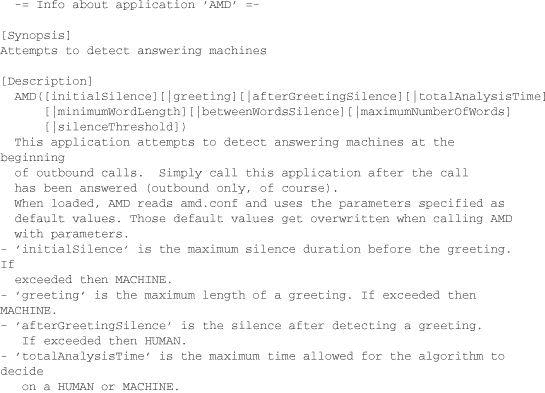 -= Info about application 'AMD' =-
[Synopsis]
Attempts to detect answering machines
[Description]
AMD([initialSilence][|greeting][|afterGreetingSilence][|totalAnalysisTime]
[|minimumWordLength][|betweenWordsSilence][|maximumNumberOfWords]
[|silenceThreshold])
This application attempts to detect answering machines at the
beginning
of outbound calls. Simply call this application after the call
has been answered (outbound only, of course).
When loaded, AMD reads amd.conf and uses the parameters specified as
default values. Those default values get overwritten when calling AMD
with parameters.
- 'initialSilence' is the maximum silence duration before the greeting.
If
exceeded then MACHINE.
- 'greeting' is the maximum length of a greeting. If exceeded then
MACHINE.
- 'afterGreetingSilence' is the silence after detecting a greeting.
If exceeded then HUMAN.
- 'totalAnalysisTime' is the maximum time allowed for the algorithm to
decide
on a HUMAN or MACHINE.